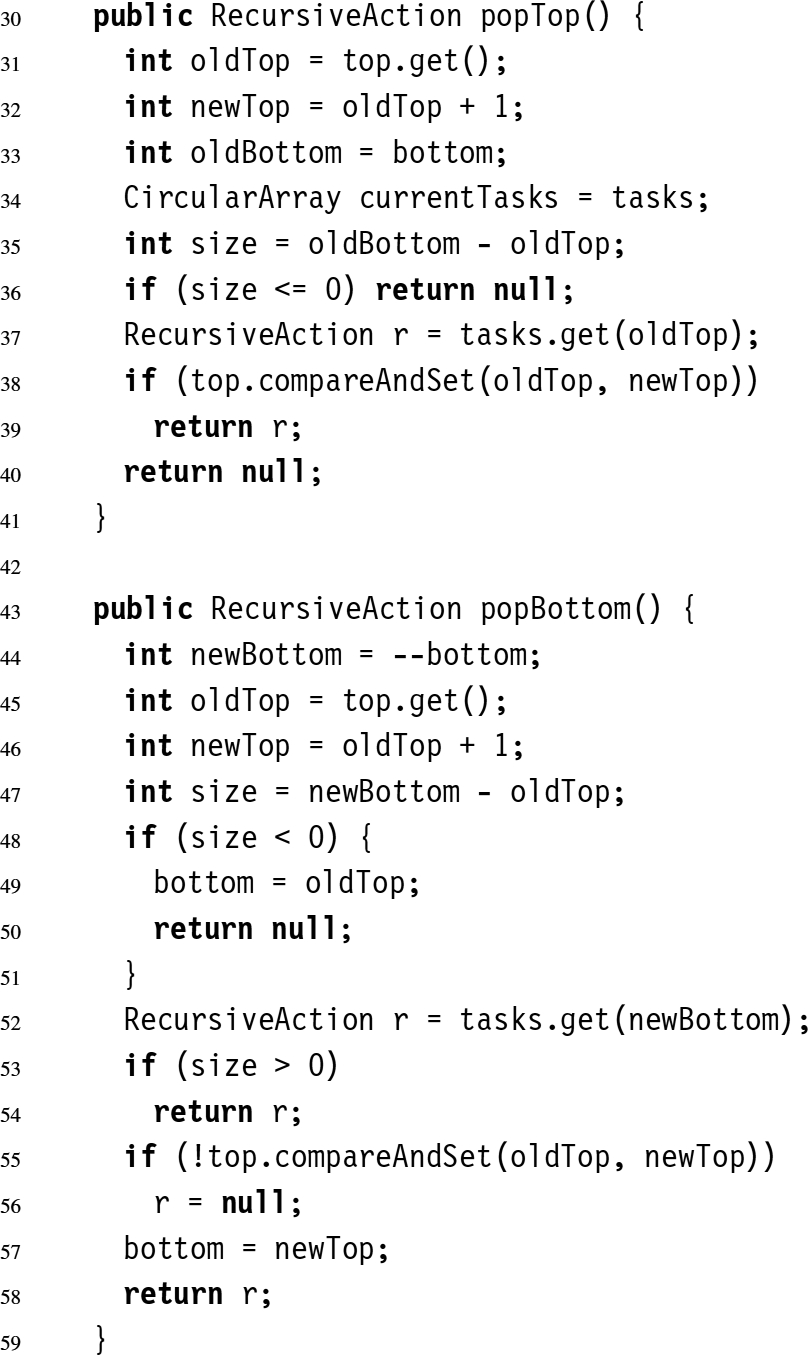 30 public RecursiveAction popTop() {
31 int oldTop = top.get();
32 int newTop = oldTop + 1;
33 int oldBottom = bottom;
34 CircularArray currentTasks = tasks;
35 int size = oldBottom - oldTop;
36 if (size <= 0) return null;
37 RecursiveAction r = tasks.get(oldTop);
38 if (top.compareAndSet(oldTop, newTop))
39 return r;
40 return null;
41 }
42
43 public RecursiveAction popBottom() {
44 int newBottom = --bottom;
45 int oldTop = top.get();
46 int newTop = oldTop + 1;
47 int size = newBottom - oldTop;
48 if (size < 0) {
49 bottom = oldTop;
50 return null;
51 }
52 RecursiveAction r = tasks.get(newBottom);
53 if (size > 0)
54 return r;
55 if (!top.compareAndSet(oldTop, newTop))
56 r = null;
57 bottom = newTop;
58 return r;
59 }